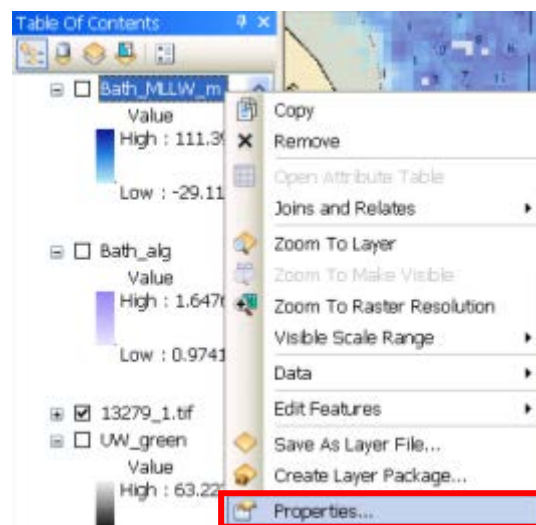 Table Of Contents
Bath_MLLW_m
Value
High : 111.39
Low : -29.11
Bath_alg
Value
High : 1.6476
Low : 0.9741
13279_1.tif
UW_green
Value
High : 63.22
Copy
Remove
Open Attribute Table
Joins and Relates
Zoom To Layer
Zoom To Make Visible
Zoom To Raster Resolution
Visible Scale Range
Data
Edit Features
Save As Layer File...
Create Layer Package...
Properties...